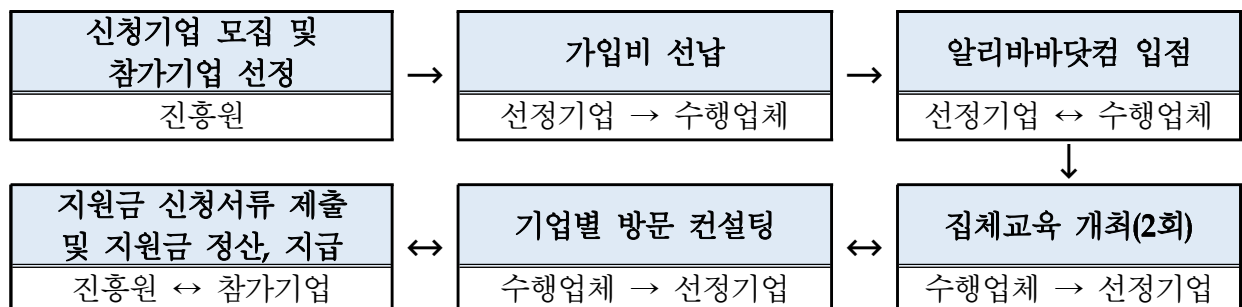 신청기업 모집 및
참가기업 선정
진흥원
→
가입비 선납
선정기업 → 수행업체
→
알리바바닷컴 입점
선정기업 ↔ 수행업체
↓
지원금 신청서류 제출
및 지원금 정산, 지급
진흥원 ↔ 참가기업
↔
기업별 방문 컨설팅
수행업체 → 선정기업
↔
집체교육 개최(2회)
수행업체 → 선정기업